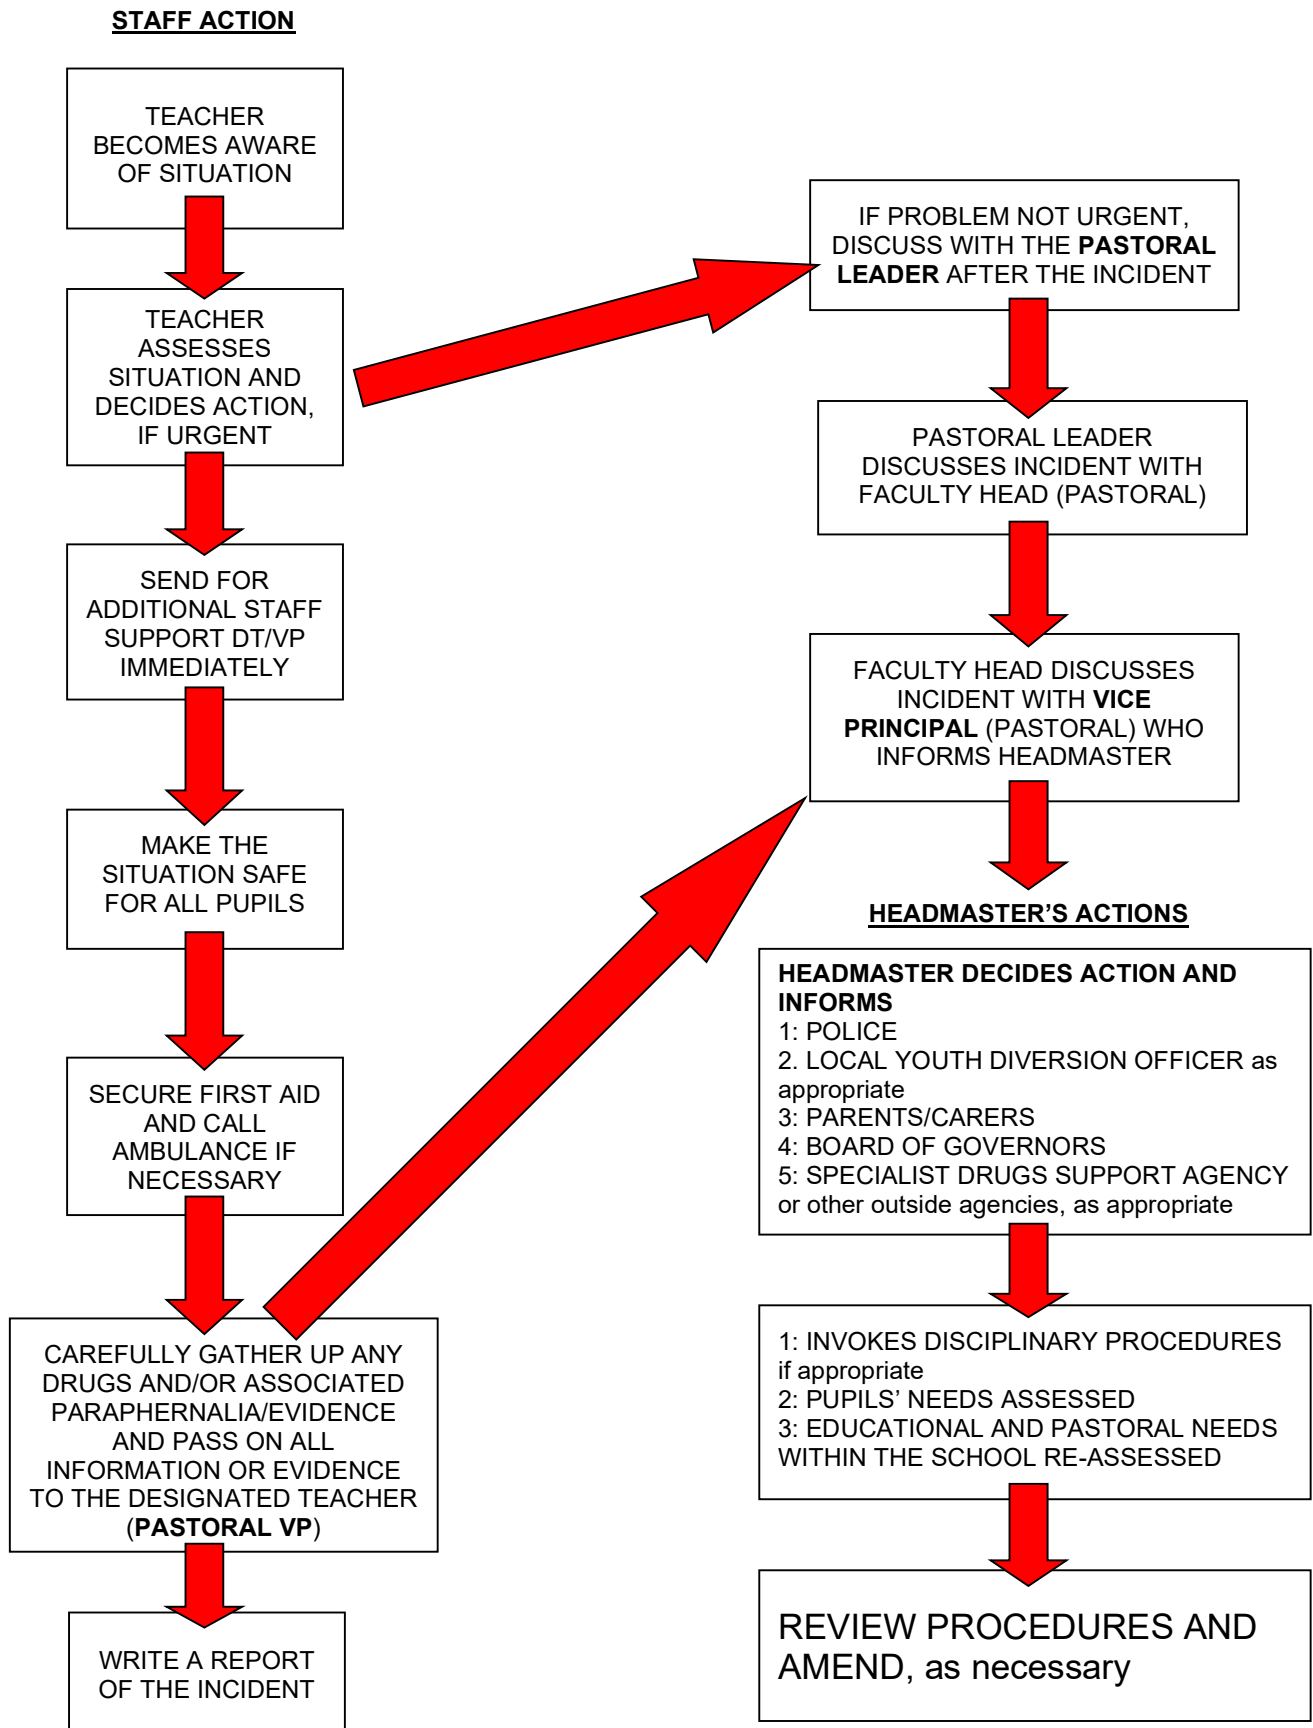 STAFF ACTION
TEACHER
BECOMES AWARE
OF SITUATION
TEACHER
ASSESSES
SITUATION AND
DECIDES ACTION,
IF URGENT
SEND FOR
ADDITIONAL STAFF
SUPPORT DT/VP
IMMEDIATELY
MAKE THE
SITUATION SAFE
FOR ALL PUPILS
SECURE FIRST AID
AND CALL
AMBULANCE IF
NECESSARY
CAREFULLY GATHER UP ANY
DRUGS AND/OR ASSOCIATED
PARAPHERNALIA/EVIDENCE
AND PASS ON ALL
INFORMATION OR EVIDENCE
TO THE DESIGNATED TEACHER
(PASTORAL VP)
WRITE A REPORT
OF THE INCIDENT
IF PROBLEM NOT URGENT,
DISCUSS WITH THE PASTORAL
LEADER AFTER THE INCIDENT
PASTORAL LEADER
DISCUSSES INCIDENT WITH
FACULTY HEAD (PASTORAL)
FACULTY HEAD DISCUSSES
INCIDENT WITH VICE
PRINCIPAL (PASTORAL) WHO
INFORMS HEADMASTER
HEADMASTER’S ACTIONS
HEADMASTER DECIDES ACTION AND
INFORMS
1: POLICE
2. LOCAL YOUTH DIVERSION OFFICER as
appropriate
3: PARENTS/CARERS
4: BOARD OF GOVERNORS
5: SPECIALIST DRUGS SUPPORT AGENCY
or other outside agencies, as appropriate
1: INVOKES DISCIPLINARY PROCEDURES
if appropriate
2: PUPILS’ NEEDS ASSESSED
3: EDUCATIONAL AND PASTORAL NEEDS
WITHIN THE SCHOOL RE-ASSESSED
REVIEW PROCEDURES AND
AMEND, as necessary